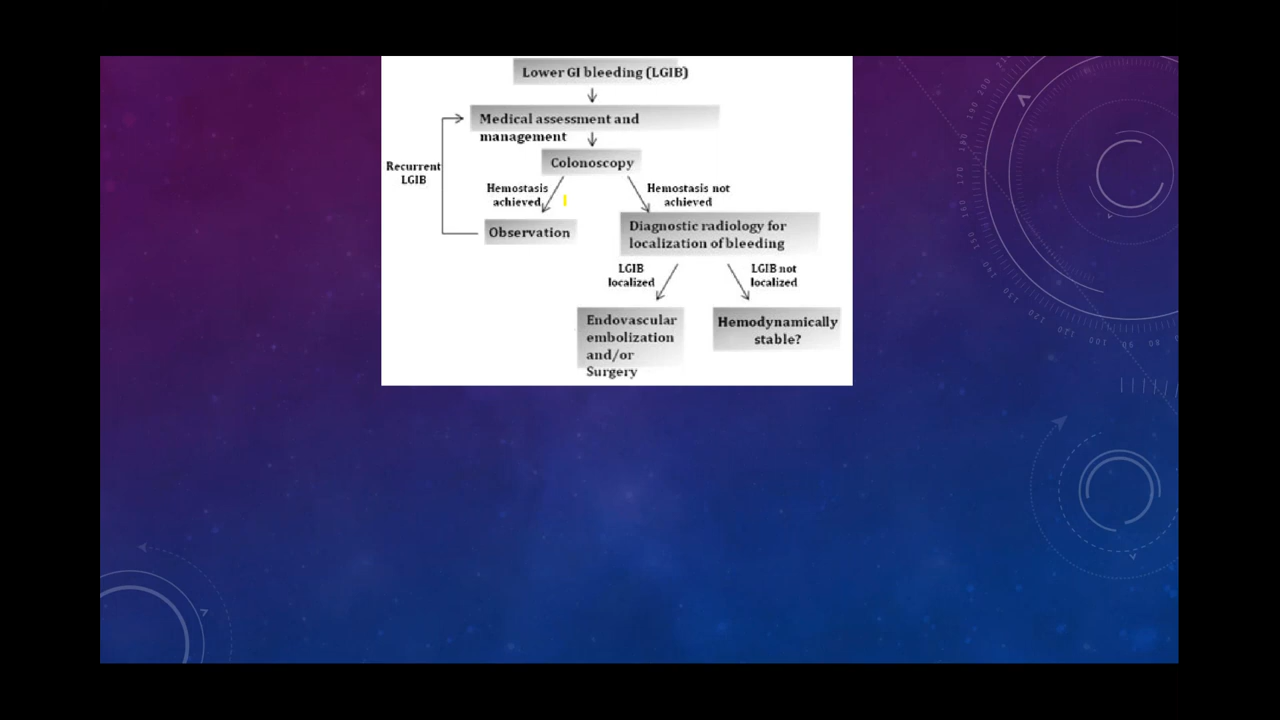 Lower GI bleeding (LGIB)
Medical assessment and
management
Colonoscopy
Recurrent
LGIB
Hemostasis
achieved
Hemostasis not
achieved
Observation
Diagnostic radiology for
localization of bleeding
LGIB
localized
LGIB not
localized
Endovascular
embolization
and/or
Surgery
Hemodynamically
stable?